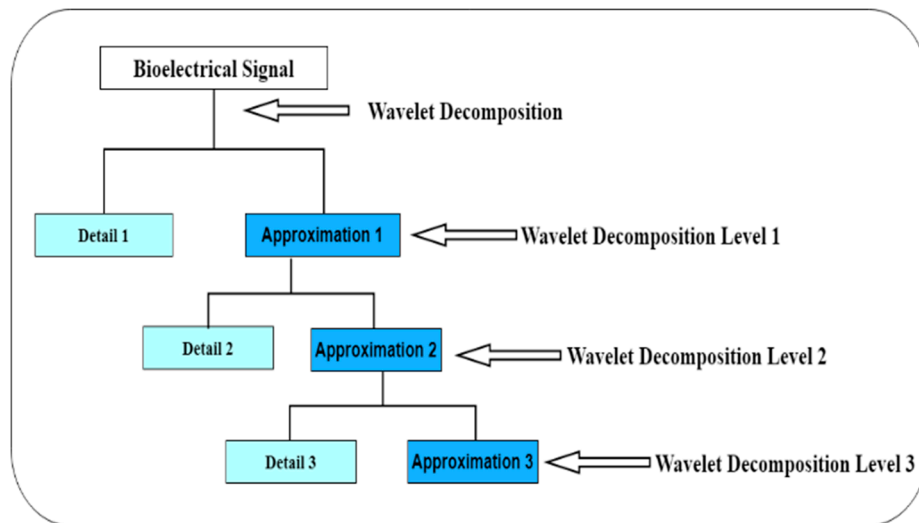 Bioelectrical Signal
Wavelet Decomposition
Detail 1
Approximation 1
Wavelet Decomposition Level 1
Detail 2
Approximation 2
Wavelet Decomposition Level 2
Detail 3
Approximation 3
Wavelet Decomposition Level 3